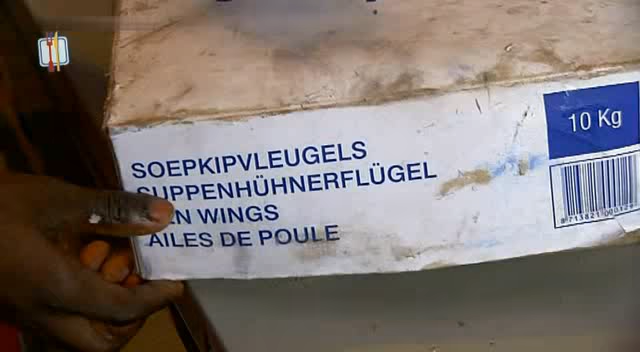 SOEPKIPVLEUGELS
SUPPENHÜHNERFLÜGEL
WINGS
AILES DE POULE
10 Kg